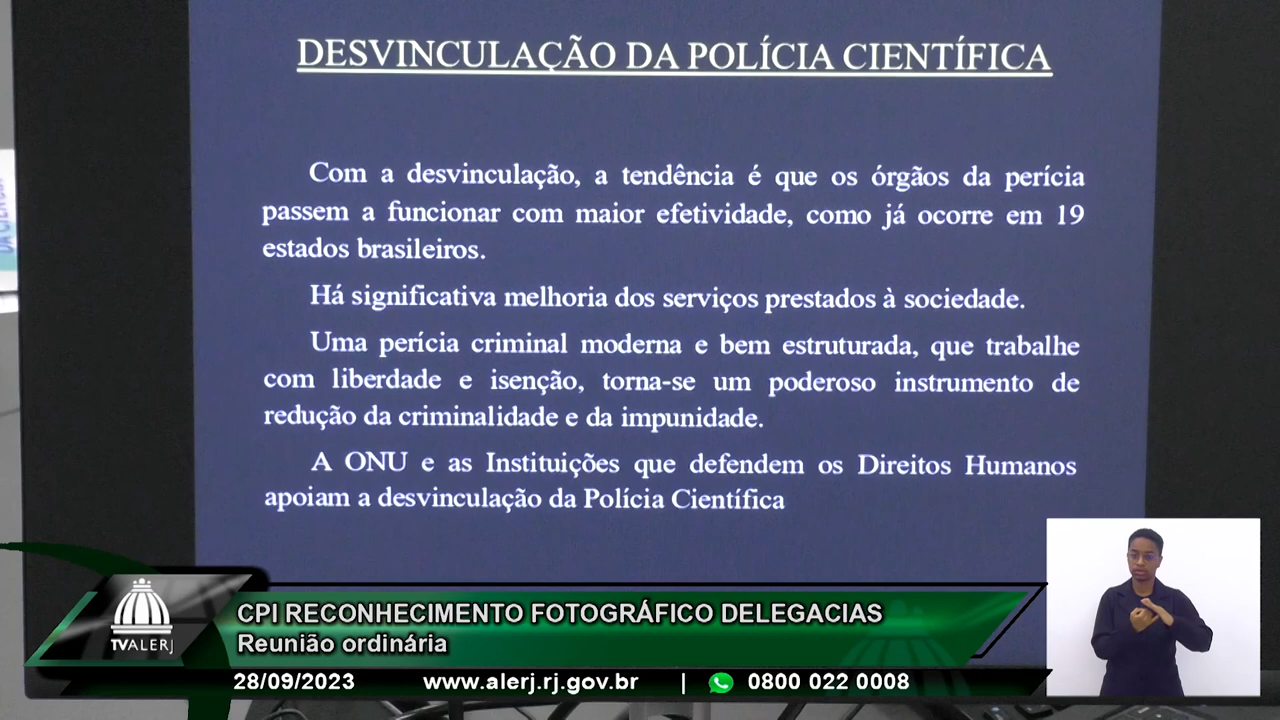 DESVINCULAÇÃO DA POLÍCIA CIENTÍFICA
Com a desvinculação, a tendência é que os órgãos da perícia
passem a funcionar com maior efetividade, como já ocorre em 19
estados brasileiros.
Há significativa melhoria dos serviços prestados à sociedade.
Uma perícia criminal moderna e bem estruturada, que trabalhe
com liberdade e isenção, torna-se um poderoso instrumento de
redução da criminalidade e da impunidade.
A ONU e as Instituições que defendem os Direitos Humanos
apoiam a desvinculação da Polícia Científica
TVALERJ
CPI RECONHECIMENTO FOTOGRÁFICO DELEGACIAS
Reunião ordinária
28/09/2023 www.alerj.rj.gov.br | 0800 022 0008